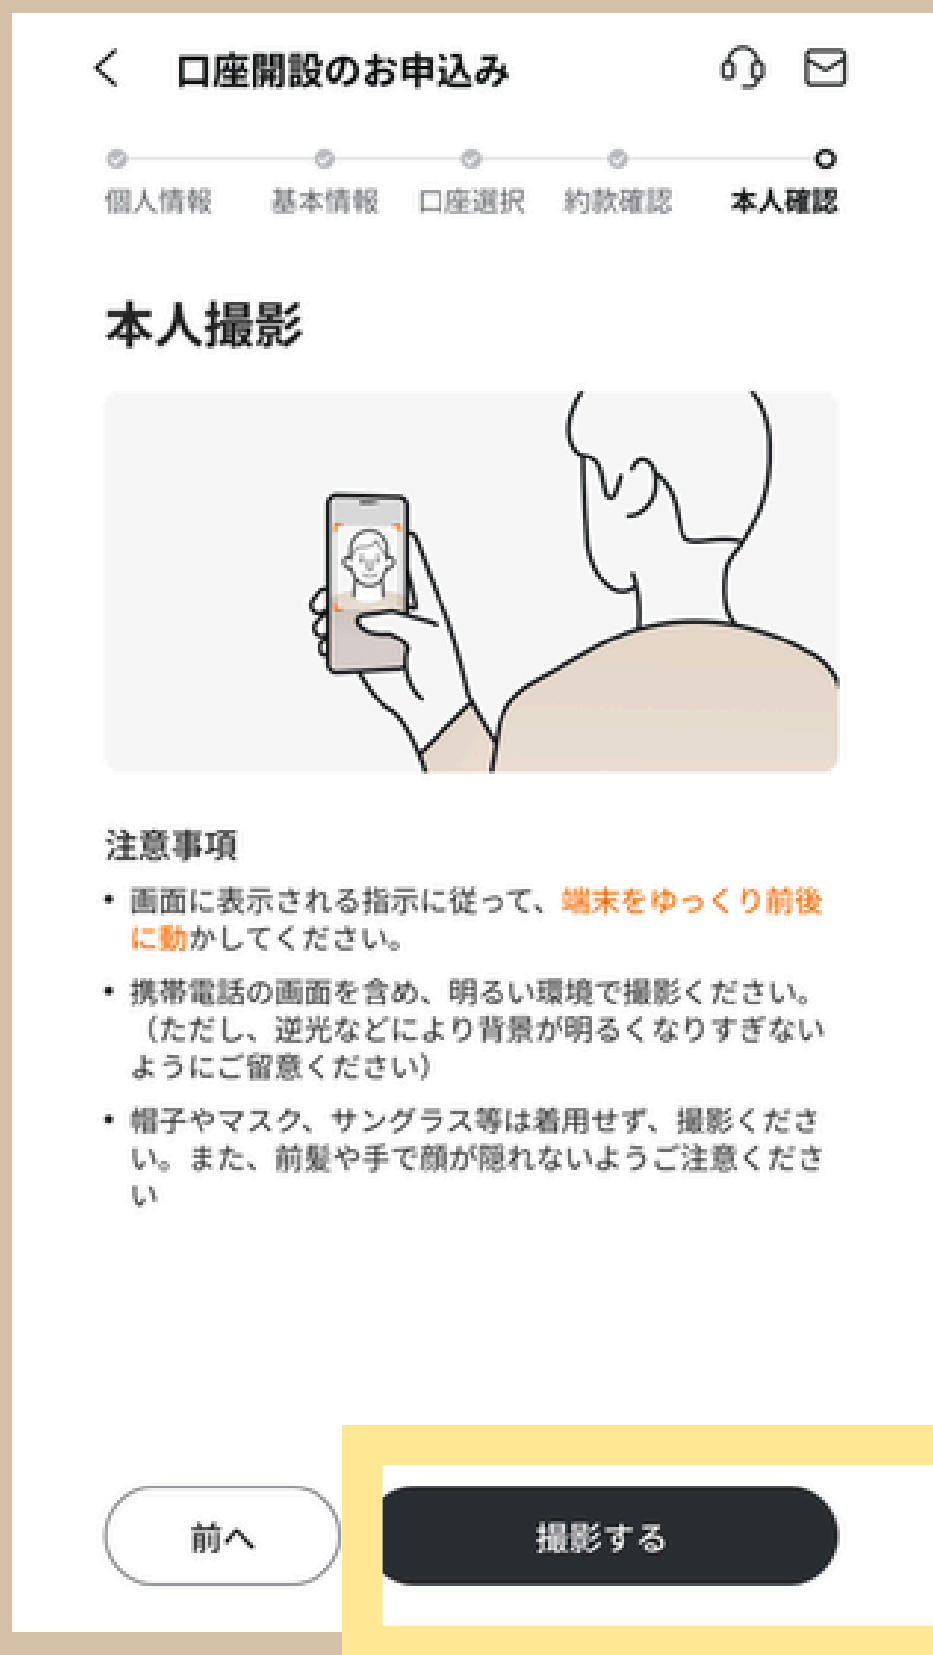 口座開設のお申込み
個人情報 基本情報 口座選択 約款確認 本人確認
本人撮影
注意事項
• 画面に表示される指示に従って、端末をゆっくり前後
に動かしてください。
• 携帯電話の画面を含め、明るい環境で撮影ください。
（ただし、逆光などにより背景が明るくなりすぎない
ようにご留意ください）
• 帽子やマスク、サングラス等は着用せず、撮影くださ
い。また、前髪や手で顔が隠れないようご注意くださ
い
前へ 撮影する